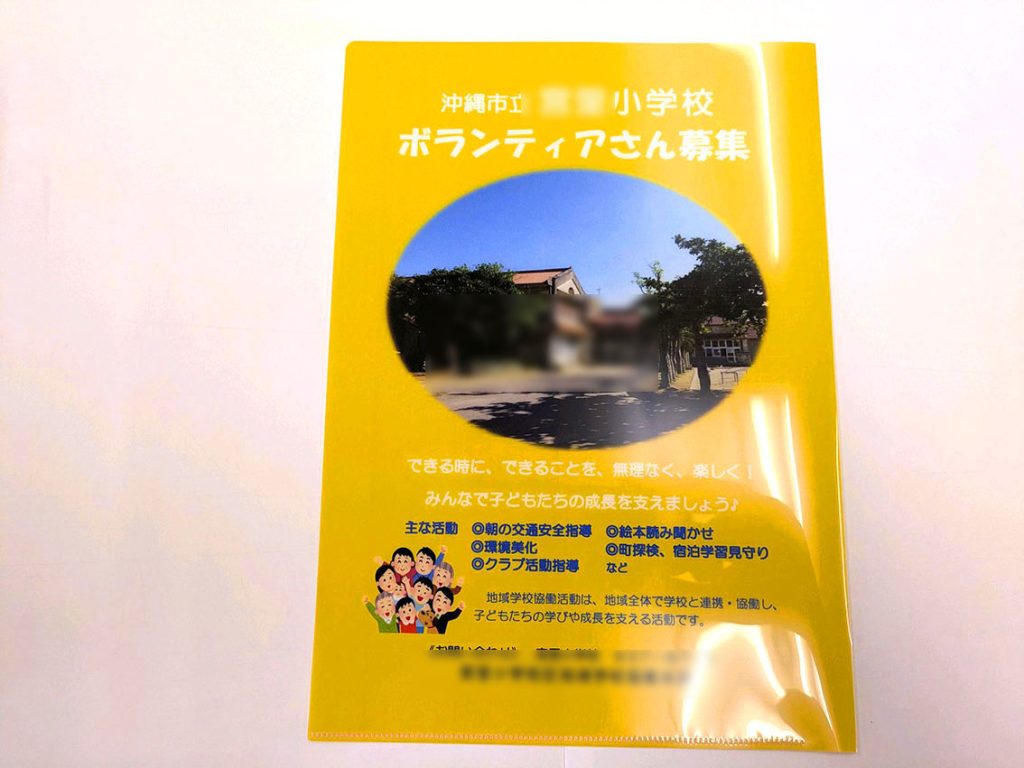 沖縄市立 小学校
ボランティアさん募集
できる時に、できることを、無理なく、楽しく！
みんなで子どもたちの成長を支えましょう♪
主な活動 ◎朝の交通安全指導 ◎絵本読み聞かせ
◎環境美化 ◎町探検、宿泊学習見守り
◎クラブ活動指導 など
地域学校協働活動は、地域全体で学校と連携・協働し、
子どもたちの学びや成長を支える活動です。